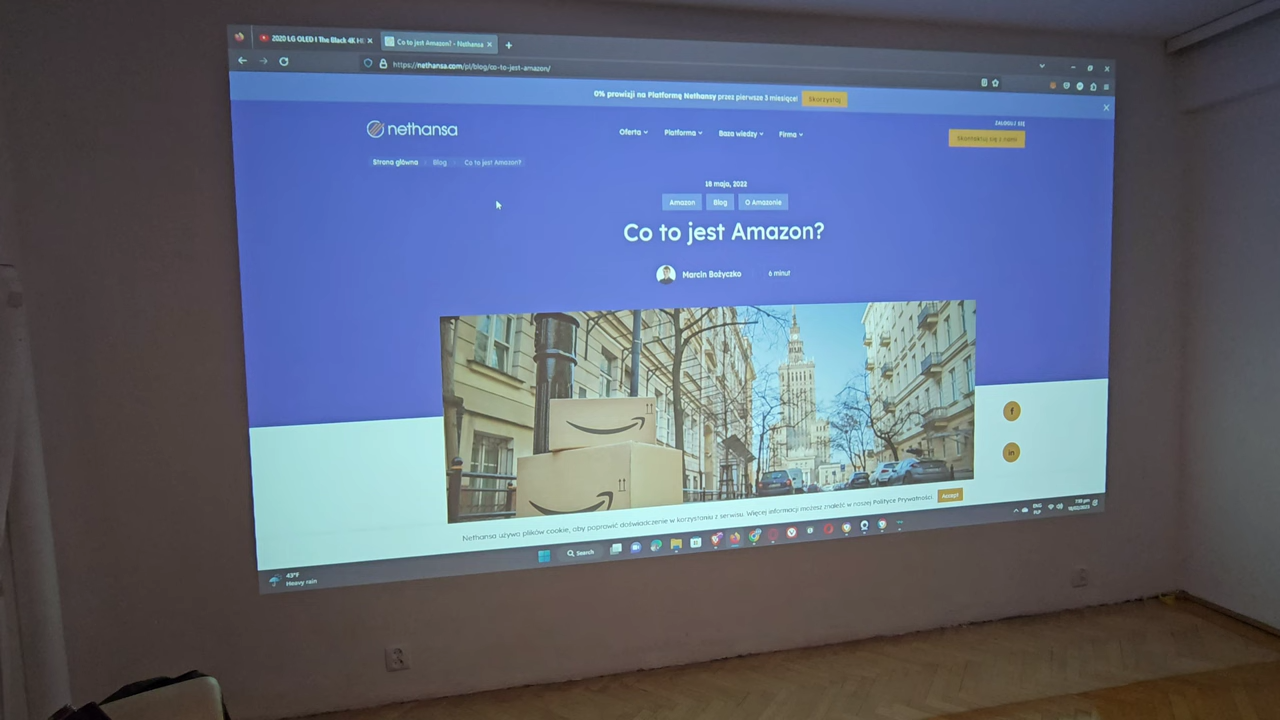 2020 LG OLED l The Black 4K HD
Co to jest Amazon? - Nethansa
https://nethansa.com/pl/blog/co-to-jest-amazon/
0% prowizji na Platformę Nethansy przez pierwsze 3 miesiące! Skorzystaj
nethansa
Oferta Platforma Baza wiedzy Firma
ZALOGUJ SIĘ
Skontaktuj się z nami
Strona główna Blog Co to jest Amazon?
18 maja, 2022
Amazon Blog O Amazonie
Co to jest Amazon?
Marcin Bożyczko 6 minut
f
in
Nethansa używa plików cookie, aby poprawić doświadczenie w korzystaniu z serwisu. Więcej informacji możesz znaleźć w naszej Polityce Prywatności. Accept
43°F
Heavy rain
Search
ENG
PLP